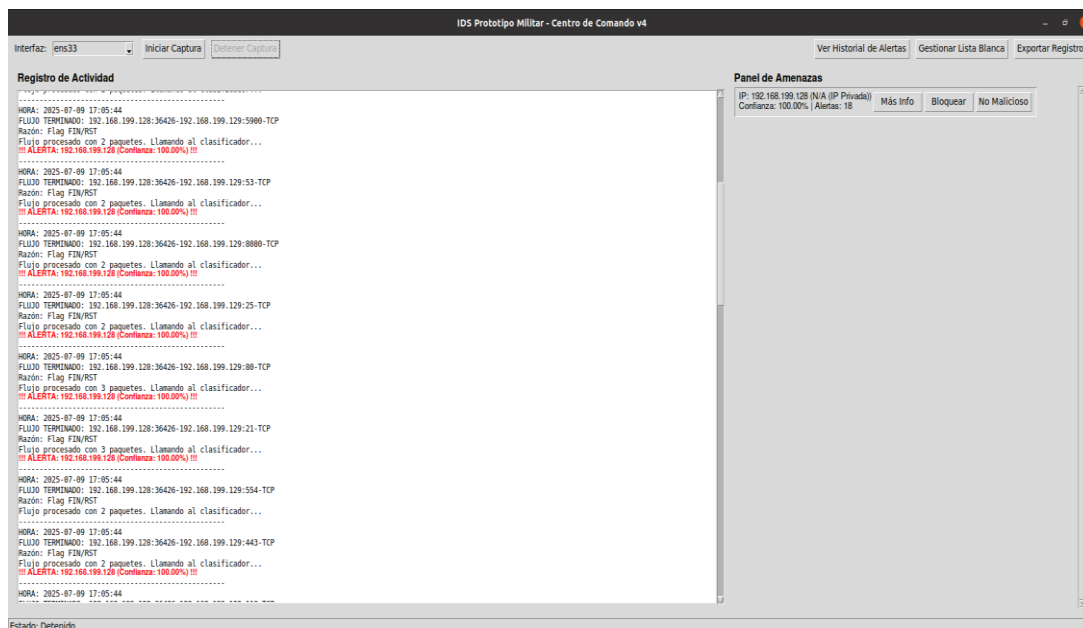 IDS Prototipo Militar - Centro de Comando v4
Interfaz: ens33 Iniciar Captura Detener Captura Ver Historial de Alertas Gestionar Lista Blanca Exportar Registro
Registro de Actividad
-------------------------------------------------
HORA: 2025-07-09 17:05:44
FLUJO TERMINADO: 192.168.199.128:36426-192.168.199.129:5900-TCP
Razón: Flag FIN/RST
Flujo procesado con 2 paquetes. Llamando al clasificador...
!!! ALERTA: 192.168.199.128 (Confianza: 100.00%) !!!
-------------------------------------------------
HORA: 2025-07-09 17:05:44
FLUJO TERMINADO: 192.168.199.128:36426-192.168.199.129:53-TCP
Razón: Flag FIN/RST
Flujo procesado con 2 paquetes. Llamando al clasificador...
!!! ALERTA: 192.168.199.128 (Confianza: 100.00%) !!!
-------------------------------------------------
HORA: 2025-07-09 17:05:44
FLUJO TERMINADO: 192.168.199.128:36426-192.168.199.129:8080-TCP
Razón: Flag FIN/RST
Flujo procesado con 2 paquetes. Llamando al clasificador...
!!! ALERTA: 192.168.199.128 (Confianza: 100.00%) !!!
-------------------------------------------------
HORA: 2025-07-09 17:05:44
FLUJO TERMINADO: 192.168.199.128:36426-192.168.199.129:25-TCP
Razón: Flag FIN/RST
Flujo procesado con 2 paquetes. Llamando al clasificador...
!!! ALERTA: 192.168.199.128 (Confianza: 100.00%) !!!
-------------------------------------------------
HORA: 2025-07-09 17:05:44
FLUJO TERMINADO: 192.168.199.128:36426-192.168.199.129:80-TCP
Razón: Flag FIN/RST
Flujo procesado con 3 paquetes. Llamando al clasificador...
!!! ALERTA: 192.168.199.128 (Confianza: 100.00%) !!!
-------------------------------------------------
HORA: 2025-07-09 17:05:44
FLUJO TERMINADO: 192.168.199.128:36426-192.168.199.129:21-TCP
Razón: Flag FIN/RST
Flujo procesado con 3 paquetes. Llamando al clasificador...
!!! ALERTA: 192.168.199.128 (Confianza: 100.00%) !!!
-------------------------------------------------
HORA: 2025-07-09 17:05:44
FLUJO TERMINADO: 192.168.199.128:36426-192.168.199.129:554-TCP
Razón: Flag FIN/RST
Flujo procesado con 2 paquetes. Llamando al clasificador...
-------------------------------------------------
HORA: 2025-07-09 17:05:44
FLUJO TERMINADO: 192.168.199.128:36426-192.168.199.129:443-TCP
Razón: Flag FIN/RST
Flujo procesado con 2 paquetes. Llamando al clasificador...
!!! ALERTA: 192.168.199.128 (Confianza: 100.00%) !!!
-------------------------------------------------
HORA: 2025-07-09 17:05:44
Panel de Amenazas
IP: 192.168.199.128 (N/A (IP Privada))
Confianza: 100.00% | Alertas: 18
Más Info Bloquear No Malicioso
Estado: Detenido